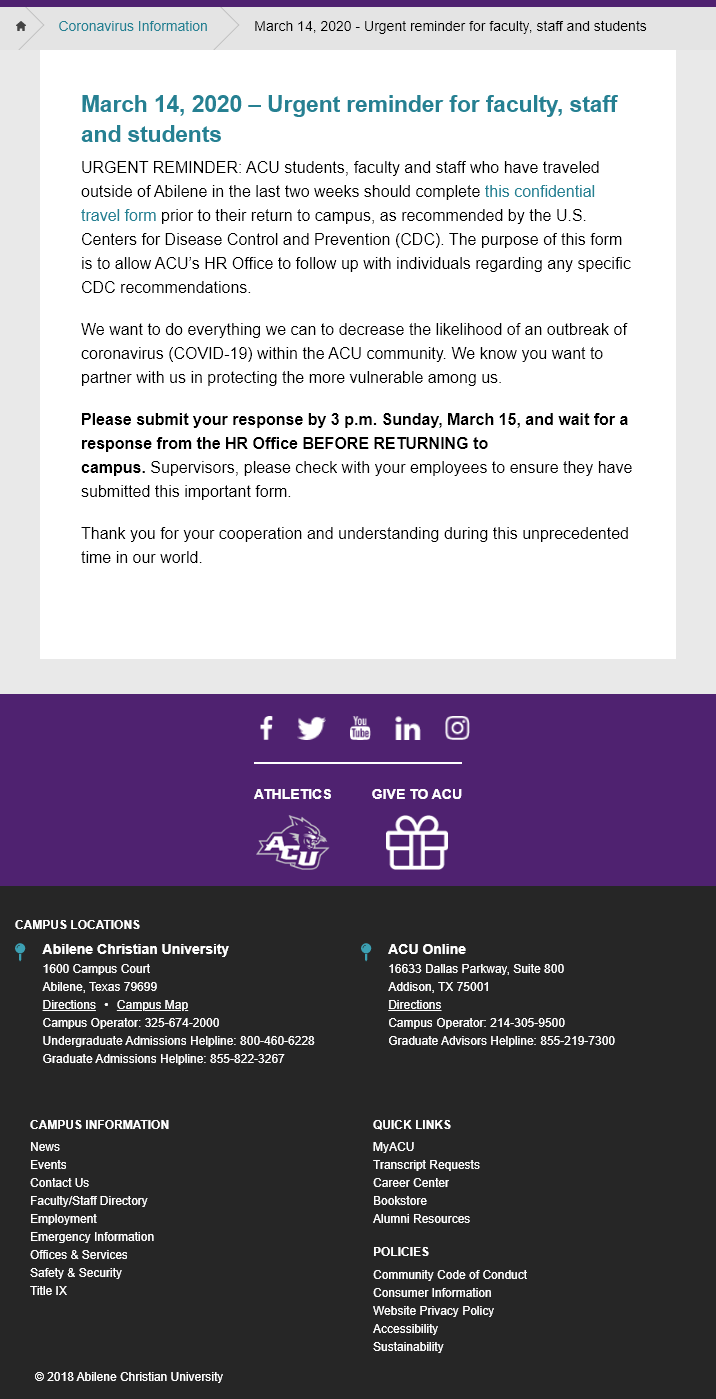 Coronavirus Information March 14, 2020 - Urgent reminder for faculty, staff and students
March 14, 2020 – Urgent reminder for faculty, staff
and students
URGENT REMINDER: ACU students, faculty and staff who have traveled
outside of Abilene in the last two weeks should complete this confidential
travel form prior to their return to campus, as recommended by the U.S.
Centers for Disease Control and Prevention (CDC). The purpose of this form
is to allow ACU’s HR Office to follow up with individuals regarding any specific
CDC recommendations.
We want to do everything we can to decrease the likelihood of an outbreak of
coronavirus (COVID-19) within the ACU community. We know you want to
partner with us in protecting the more vulnerable among us.
Please submit your response by 3 p.m. Sunday, March 15, and wait for a
response from the HR Office BEFORE RETURNING to
campus. Supervisors, please check with your employees to ensure they have
submitted this important form.
Thank you for your cooperation and understanding during this unprecedented
time in our world.
You
Tube
in
ATHLETICS GIVE TO ACU
ACU
CAMPUS LOCATIONS
Abilene Christian University
1600 Campus Court
Abilene, Texas 79699
Directions • Campus Map
Campus Operator: 325-674-2000
Undergraduate Admissions Helpline: 800-460-6228
Graduate Admissions Helpline: 855-822-3267
ACU Online
16633 Dallas Parkway, Suite 800
Addison, TX 75001
Directions
Campus Operator: 214-305-9500
Graduate Advisors Helpline: 855-219-7300
CAMPUS INFORMATION
News
Events
Contact Us
Faculty/Staff Directory
Employment
Emergency Information
Offices & Services
Safety & Security
Title IX
QUICK LINKS
MyACU
Transcript Requests
Career Center
Bookstore
Alumni Resources
POLICIES
Community Code of Conduct
Consumer Information
Website Privacy Policy
Accessibility
Sustainability
© 2018 Abilene Christian University